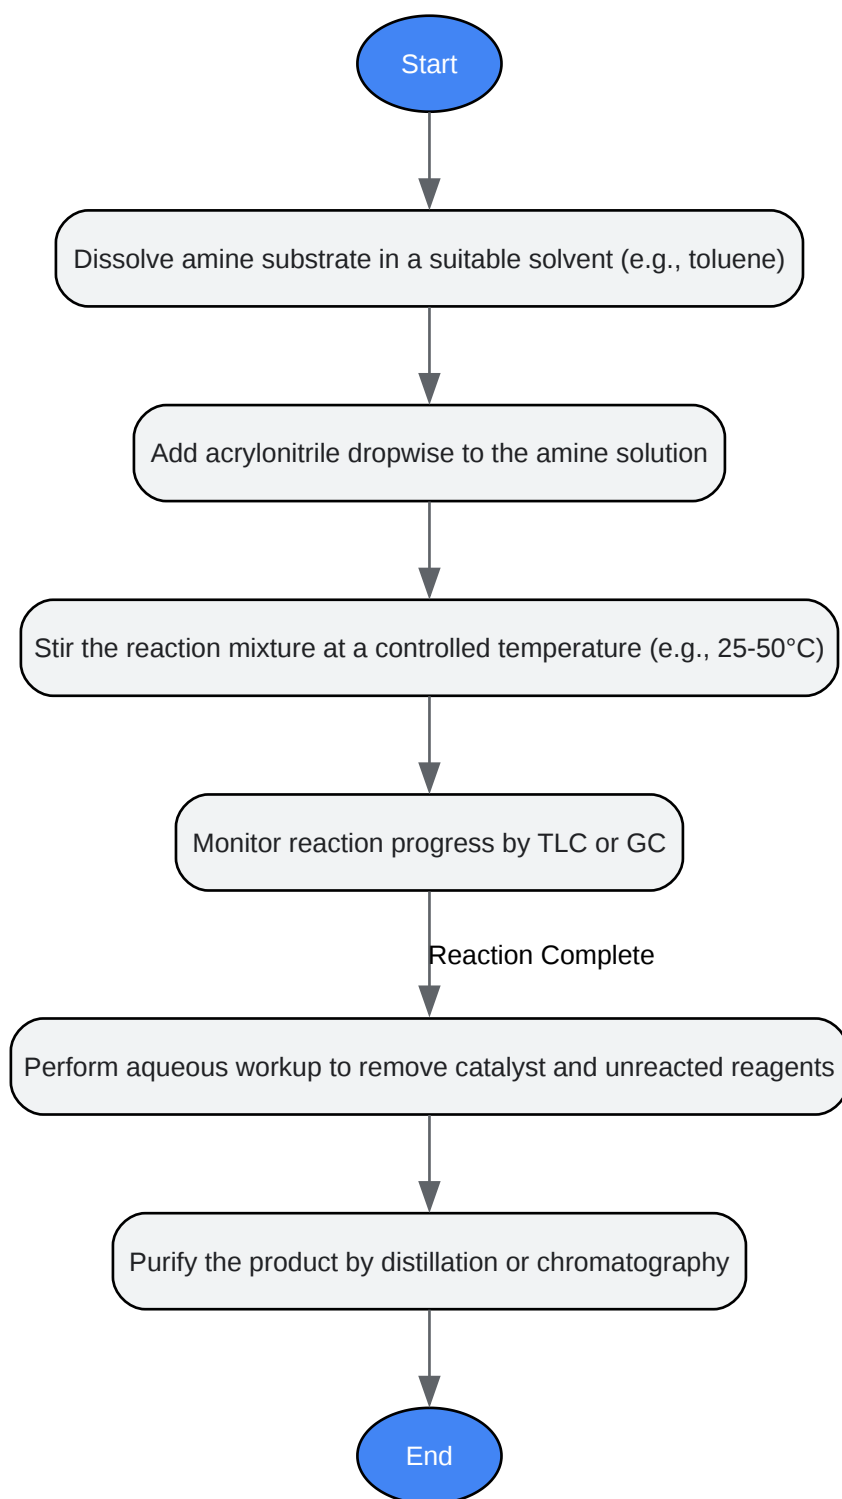 Start
Dissolve amine substrate in a suitable solvent (e.g., toluene)
Add acrylonitrile dropwise to the amine solution
Stir the reaction mixture at a controlled temperature (e.g., 25-50°C)
Monitor reaction progress by TLC or GC
Reaction Complete
Perform aqueous workup to remove catalyst and unreacted reagents
Purify the product by distillation or chromatography
End